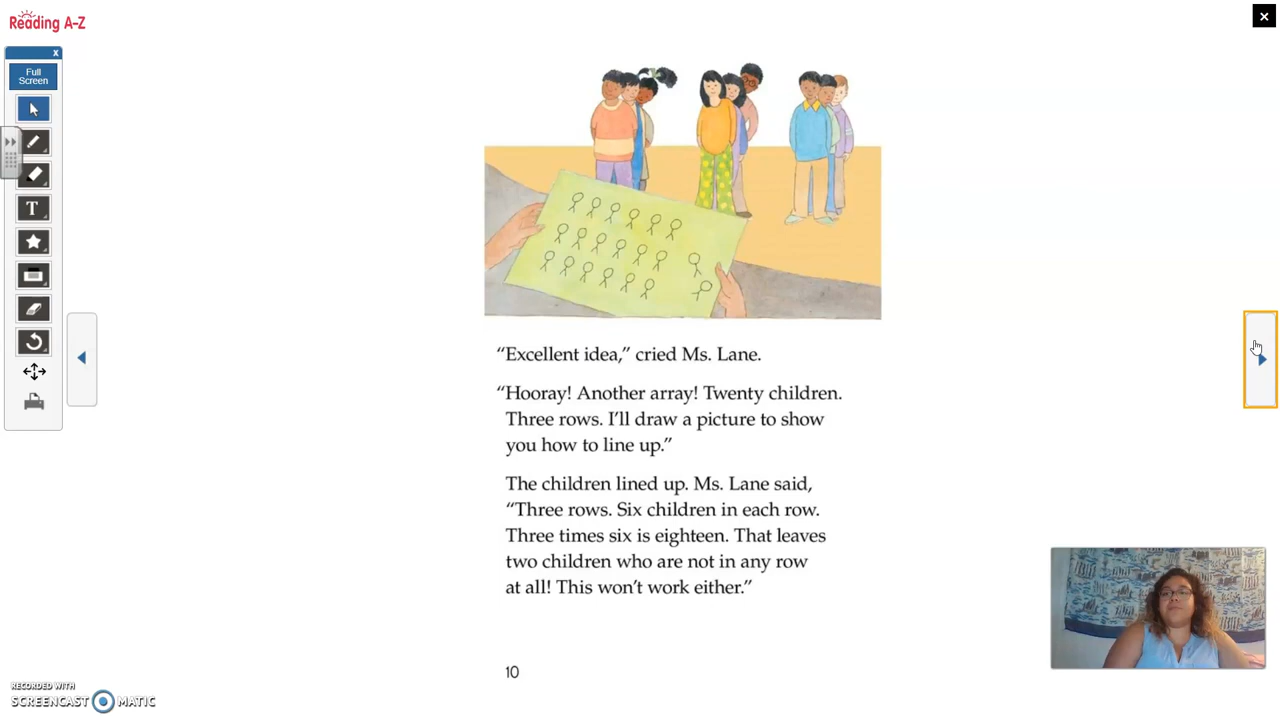 Reading A-Z
x
Full
Screen
T
“Excellent idea,” cried Ms. Lane.
“Hooray! Another array! Twenty children.
Three rows. I’ll draw a picture to show
you how to line up.”
The children lined up. Ms. Lane said,
“Three rows. Six children in each row.
Three times six is eighteen. That leaves
two children who are not in any row
at all! This won’t work either.”
10
RECORDED WITH
SCREENCAST MATIC